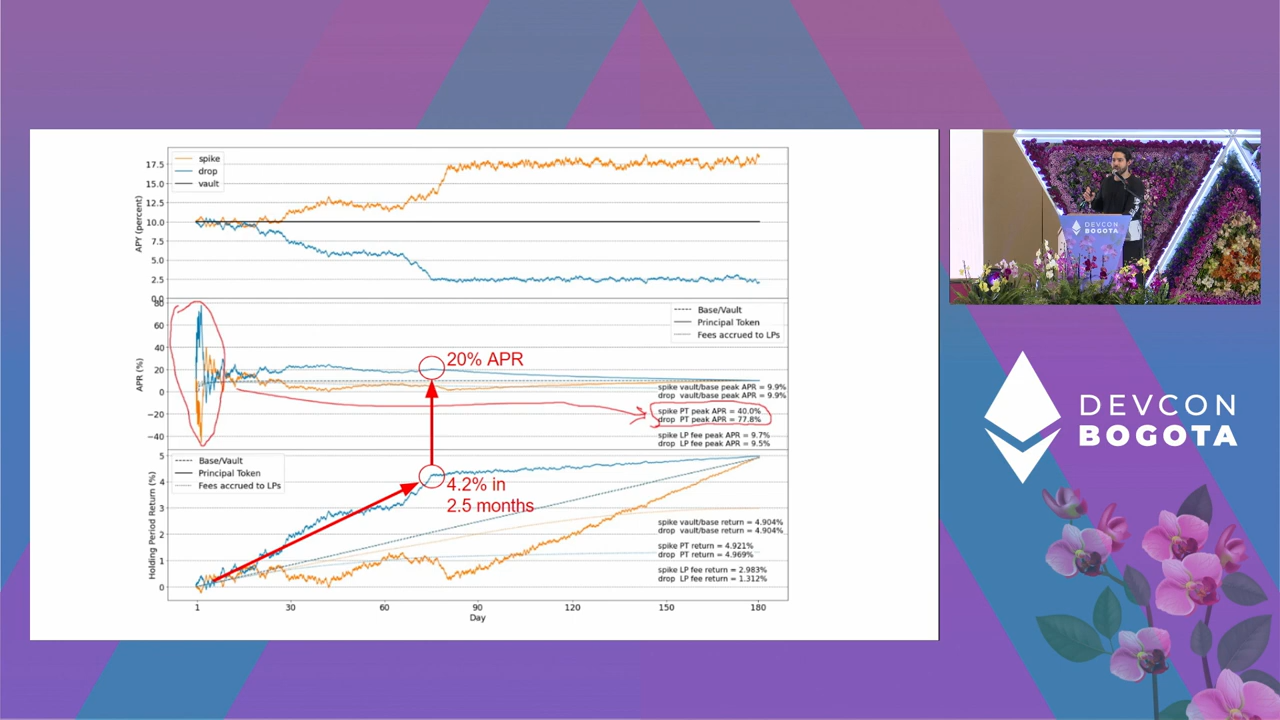 spike
drop
vault
APY (percent)
17.5
15.0
12.5
10.0
7.5
5.0
2.5
0.0
80
60
40
20
0
−20
−40
APR (%)
Base/Vault
Principal Token
Fees accrued to LPs
20% APR
spike vault/base peak APR = 9.9%
drop vault/base peak APR = 9.9%
spike PT peak APR = 40.0%
drop PT peak APR = 77.8%
spike LP fee peak APR = 9.7%
drop LP fee peak APR = 9.5%
Base/Vault
Principal Token
Fees accrued to LPs
Holding Period Return (%)
5
4
3
2
1
0
4.2% in
2.5 months
spike vault/base return = 4.904%
drop vault/base return = 4.904%
spike PT return = 4.921%
drop PT return = 4.969%
spike LP fee return = 2.983%
drop LP fee return = 1.312%
1
30
60
90
120
150
180
Day
DEVCON
BOGOTA
DEVCON
BOGOTA